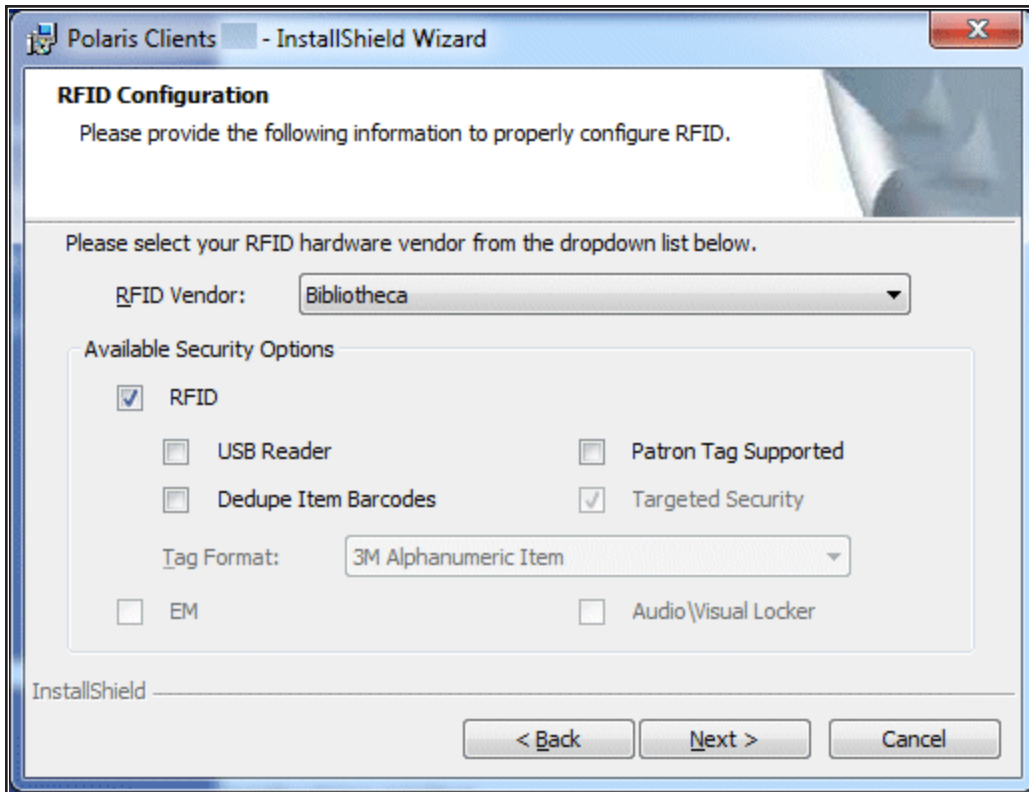 Polaris Clients - InstallShield Wizard
RFID Configuration
Please provide the following information to properly configure RFID.
Please select your RFID hardware vendor from the dropdown list below.
RFID Vendor: Bibliotheca
Available Security Options
RFID
USB Reader Patron Tag Supported
Dedupe Item Barcodes Targeted Security
Tag Format: 3M Alphanumeric Item
EM Audio\Visual Locker
InstallShield
< Back Next > Cancel